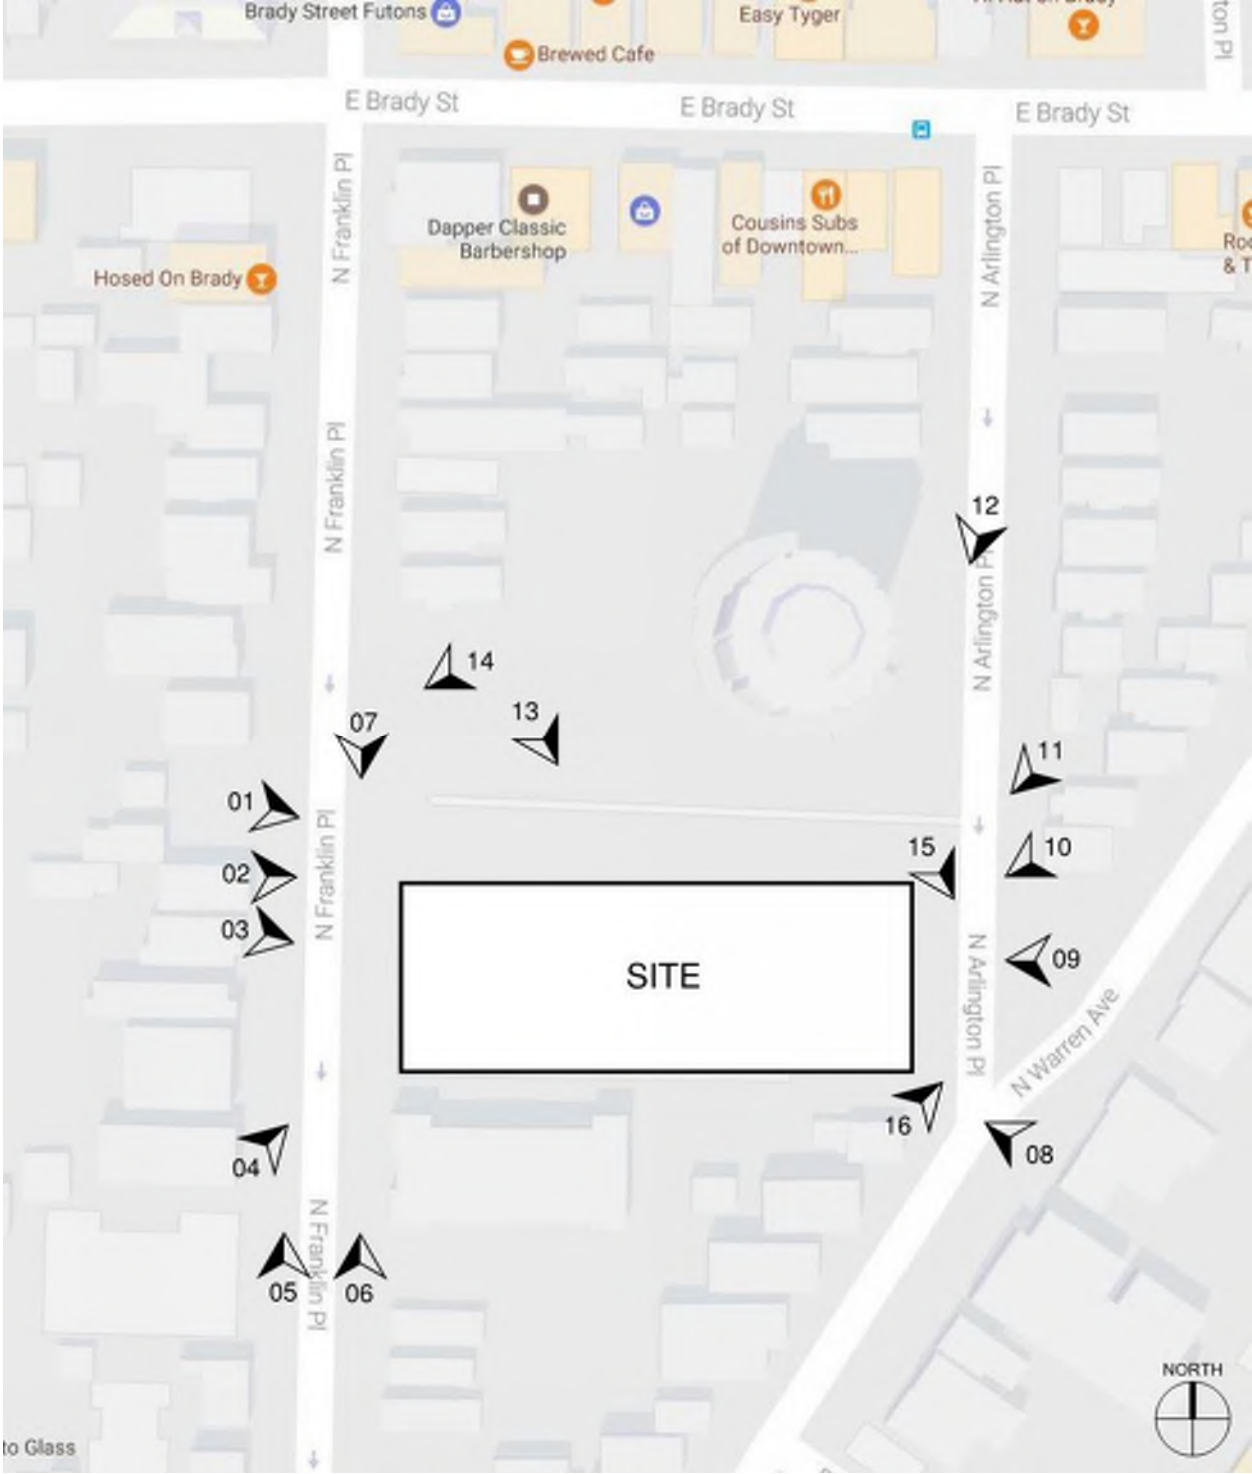 Brady Street Futons
Easy Tyger
Brewed Cafe
E Brady St
E Brady St
E Brady St
N Franklin Pl
N Arlington Pl
Dapper Classic
Barbershop
Cousins Subs
of Downtown...
Hosed On Brady
& T
N Franklin Pl
12
N Arlington Pl
14
13
07
11
01
02
03
N Franklin Pl
15
10
09
SITE
N Arlington Pl
N Warren Ave
16
08
04
05
06
N Franklin Pl
NORTH
to Glass